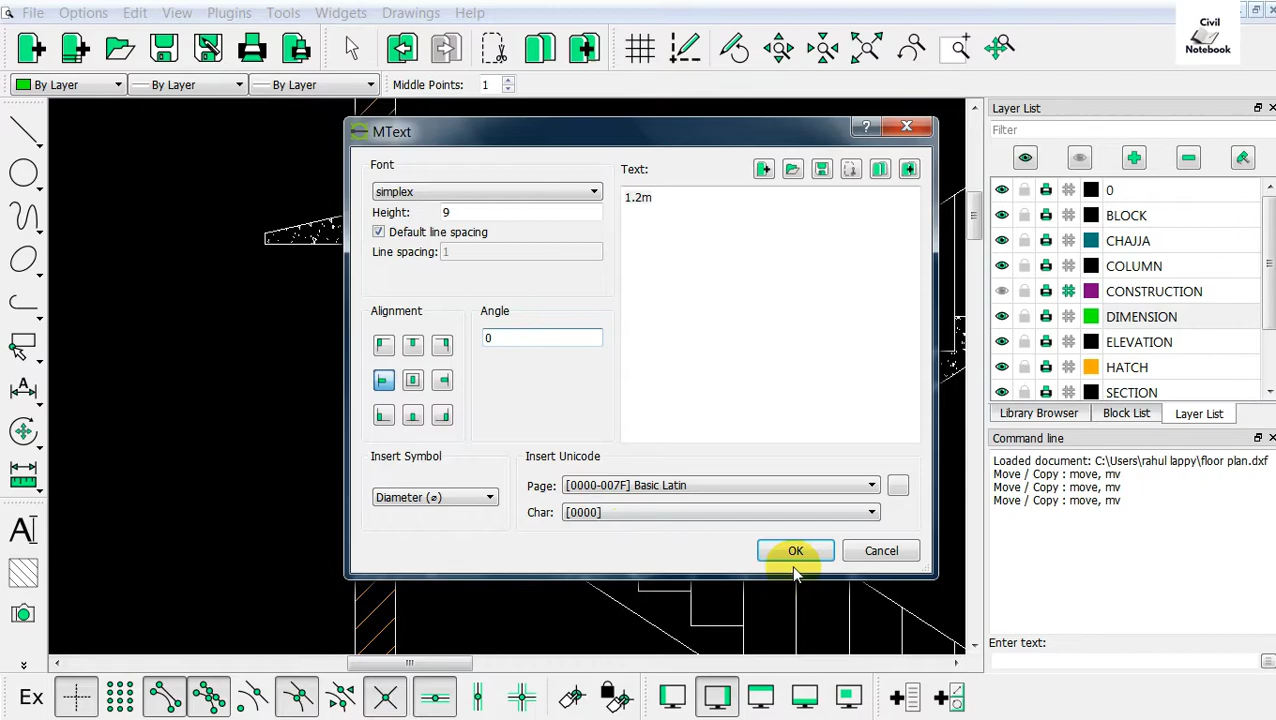 File Options Edit View Plugins Tools Widgets Drawings Help
Civil
Notebook
By Layer By Layer By Layer Middle Points: 1
Layer List
Filter
0
BLOCK
CHAJJA
COLUMN
CONSTRUCTION
DIMENSION
ELEVATION
HATCH
SECTION
Library Browser Block List Layer List
Command line
Loaded document: C:\Users\rahul lappy\floor plan.dxf
Move / Copy : move, mv
Move / Copy : move, mv
Move / Copy : move, mv
Enter text:
MText
Font
simplex
Height: 9
Default line spacing
Line spacing: 1
Alignment
Angle
0
Text:
1.2m
Insert Symbol
Diameter (⌀)
Insert Unicode
Page: [0000-007F] Basic Latin
Char: [0000]
OK Cancel
A
A
Ex